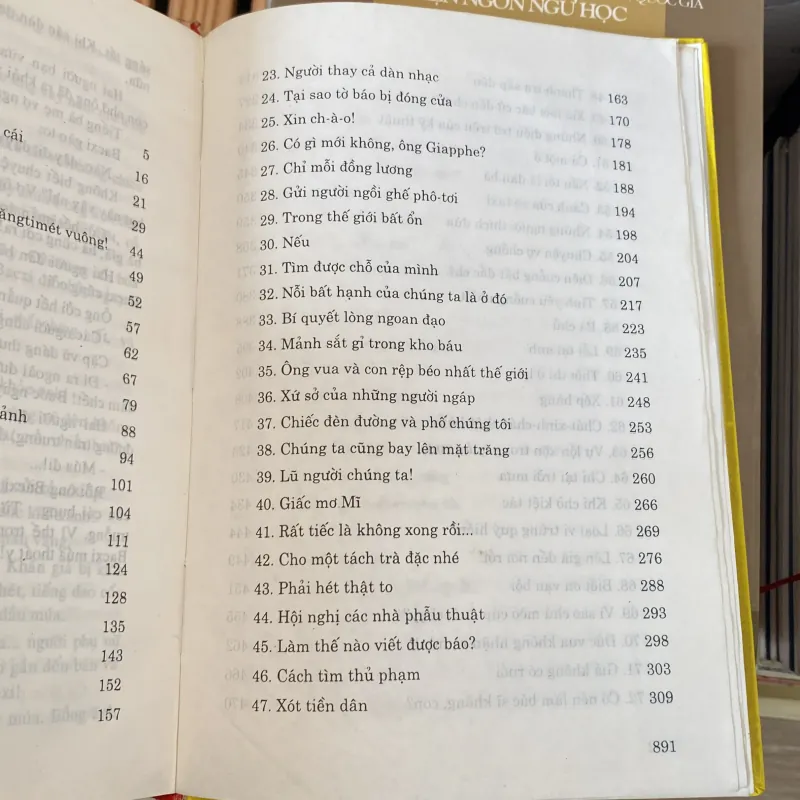 QUỐC GIA
ỆN NGÔN NGỮ HỌC
cái
5
16
21
29
ăngtimét vuông! 44
49
52
57
62
67
79
ảnh 88
94
101
104
111
124
128
135
143
152
157
23. Người thay cả dàn nhạc 163
24. Tại sao tờ báo bị đóng cửa 170
25. Xin ch-à-o! 178
26. Có gì mới không, ông Giapphe? 181
27. Chỉ mỗi đồng lương 188
28. Gửi người ngồi ghế phô-tơi 194
29. Trong thế giới bất ổn 198
30. Nếu 204
31. Tìm được chỗ của mình 207
32. Nỗi bất hạnh của chúng ta là ở đó 217
33. Bí quyết lòng ngoan đạo 223
34. Mảnh sắt gỉ trong kho báu 235
35. Ông vua và con rệp béo nhất thế giới 241
36. Xứ sở của những người ngáp 248
37. Chiếc đèn đường và phố chúng tôi 253
38. Chúng ta cũng bay lên mặt trăng 256
39. Lũ người chúng ta! 260
40. Giấc mơ Mĩ 266
41. Rất tiếc là không xong rồi... 269
42. Cho một tách trà đặc nhé 276
43. Phải hét thật to 288
44. Hội nghị các nhà phẫu thuật 293
45. Làm thế nào viết được báo? 298
46. Cách tìm thủ phạm 303
47. Xót tiền dân 309
891